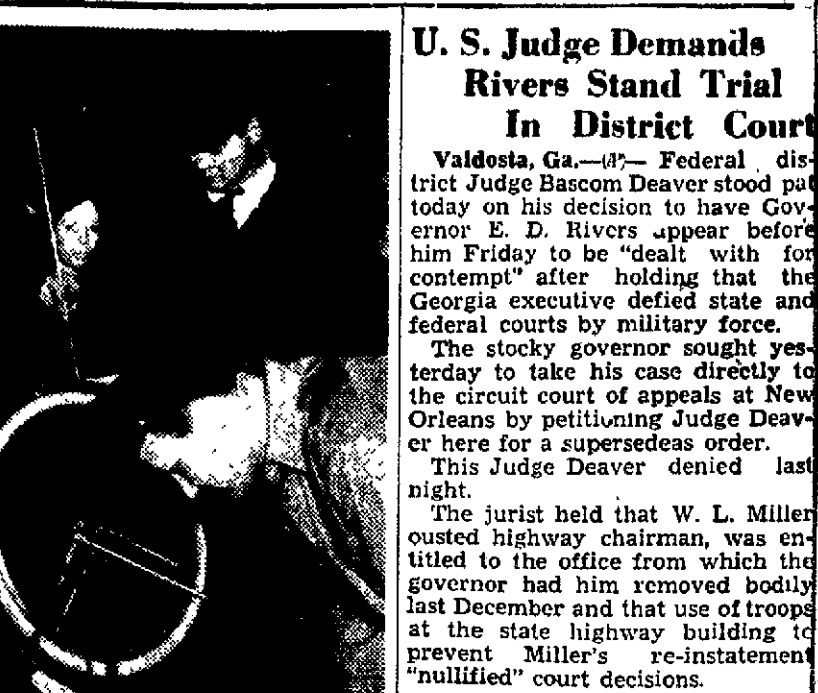 U. S. Judge Demands
Rivers Stand Trial
In District Court
Valdosta, Ga.—(AP)— Federal dis-
trict Judge Bascom Deaver stood pat
today on his decision to have Gov-
ernor E. D. Rivers appear before
him Friday to be "dealt with for
contempt" after holding that the
Georgia executive defied state and
federal courts by military force.
The stocky governor sought yes-
terday to take his case directly to
the circuit court of appeals at New
Orleans by petitioning Judge Deav-
er here for a supersedeas order.
This Judge Deaver denied last
night.
The jurist held that W. L. Miller
ousted highway chairman, was en-
titled to the office from which the
governor had him removed bodily
last December and that use of troops
at the state highway building to
prevent Miller's re-instatement
"nullified" court decisions.